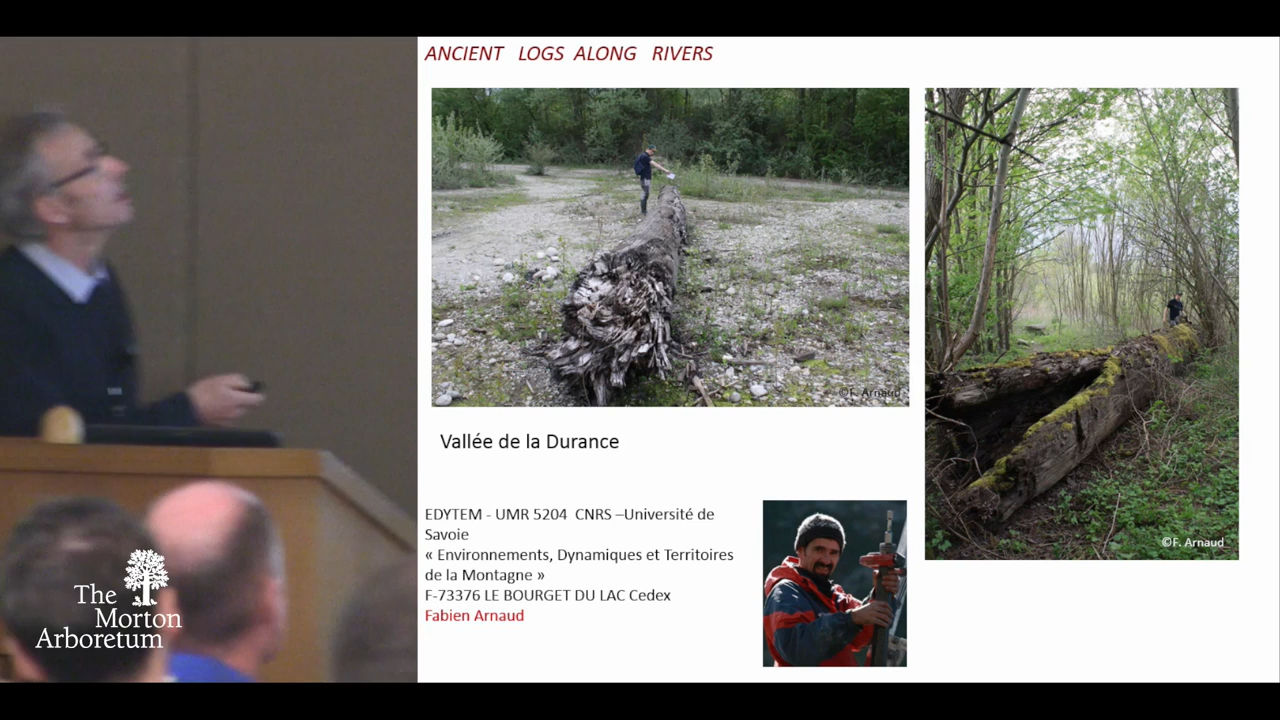 ANCIENT LOGS ALONG RIVERS
©F. Arnaud
Vallée de la Durance
©F. Arnaud
EDYTEM - UMR 5204 CNRS –Université de
Savoie
« Environnements, Dynamiques et Territoires
de la Montagne »
F-73376 LE BOURGET DU LAC Cedex
Fabien Arnaud
The
Morton
Arboretum